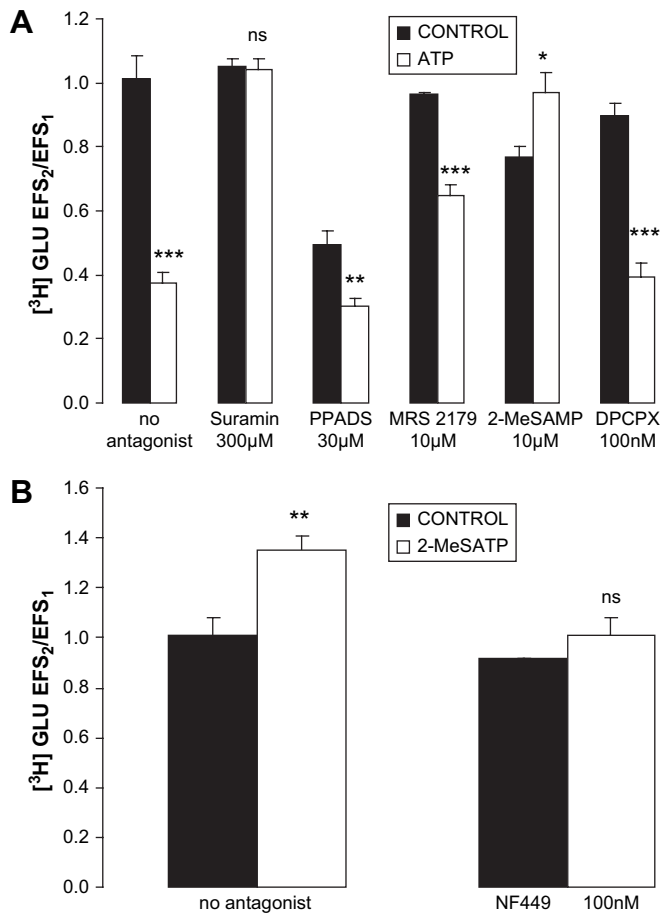 A
[³H] GLU EFS₂/EFS₁
1.2
1.0
0.8
0.6
0.4
0.2
0.0
CONTROL
ATP
***
ns
**
***
*
***
no antagonist
Suramin 300µM
PPADS 30µM
MRS 2179 10µM
2-MeSAMP 10µM
DPCPX 100nM
B
[³H] GLU EFS₂/EFS₁
1.6
1.4
1.2
1.0
0.8
0.6
0.4
0.2
0.0
CONTROL
2-MeSATP
**
ns
no antagonist
NF449 100nM